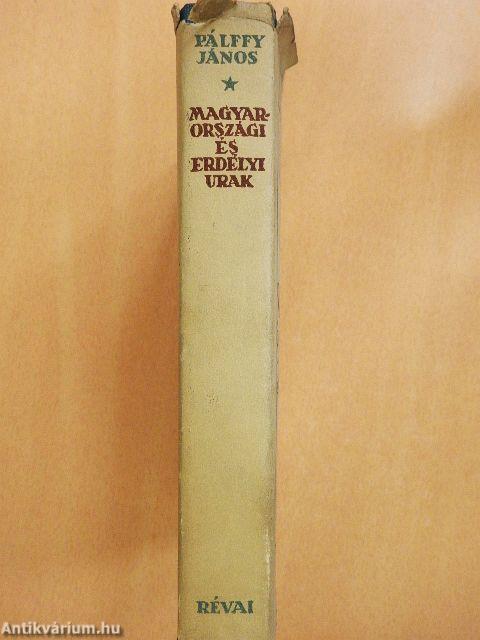 PÁLFFY
JÁNOS
MAGYAR-
ORSZÁGI
ÉS
ERDÉLYI
URAK
RÉVAI
Antikvárium.hu